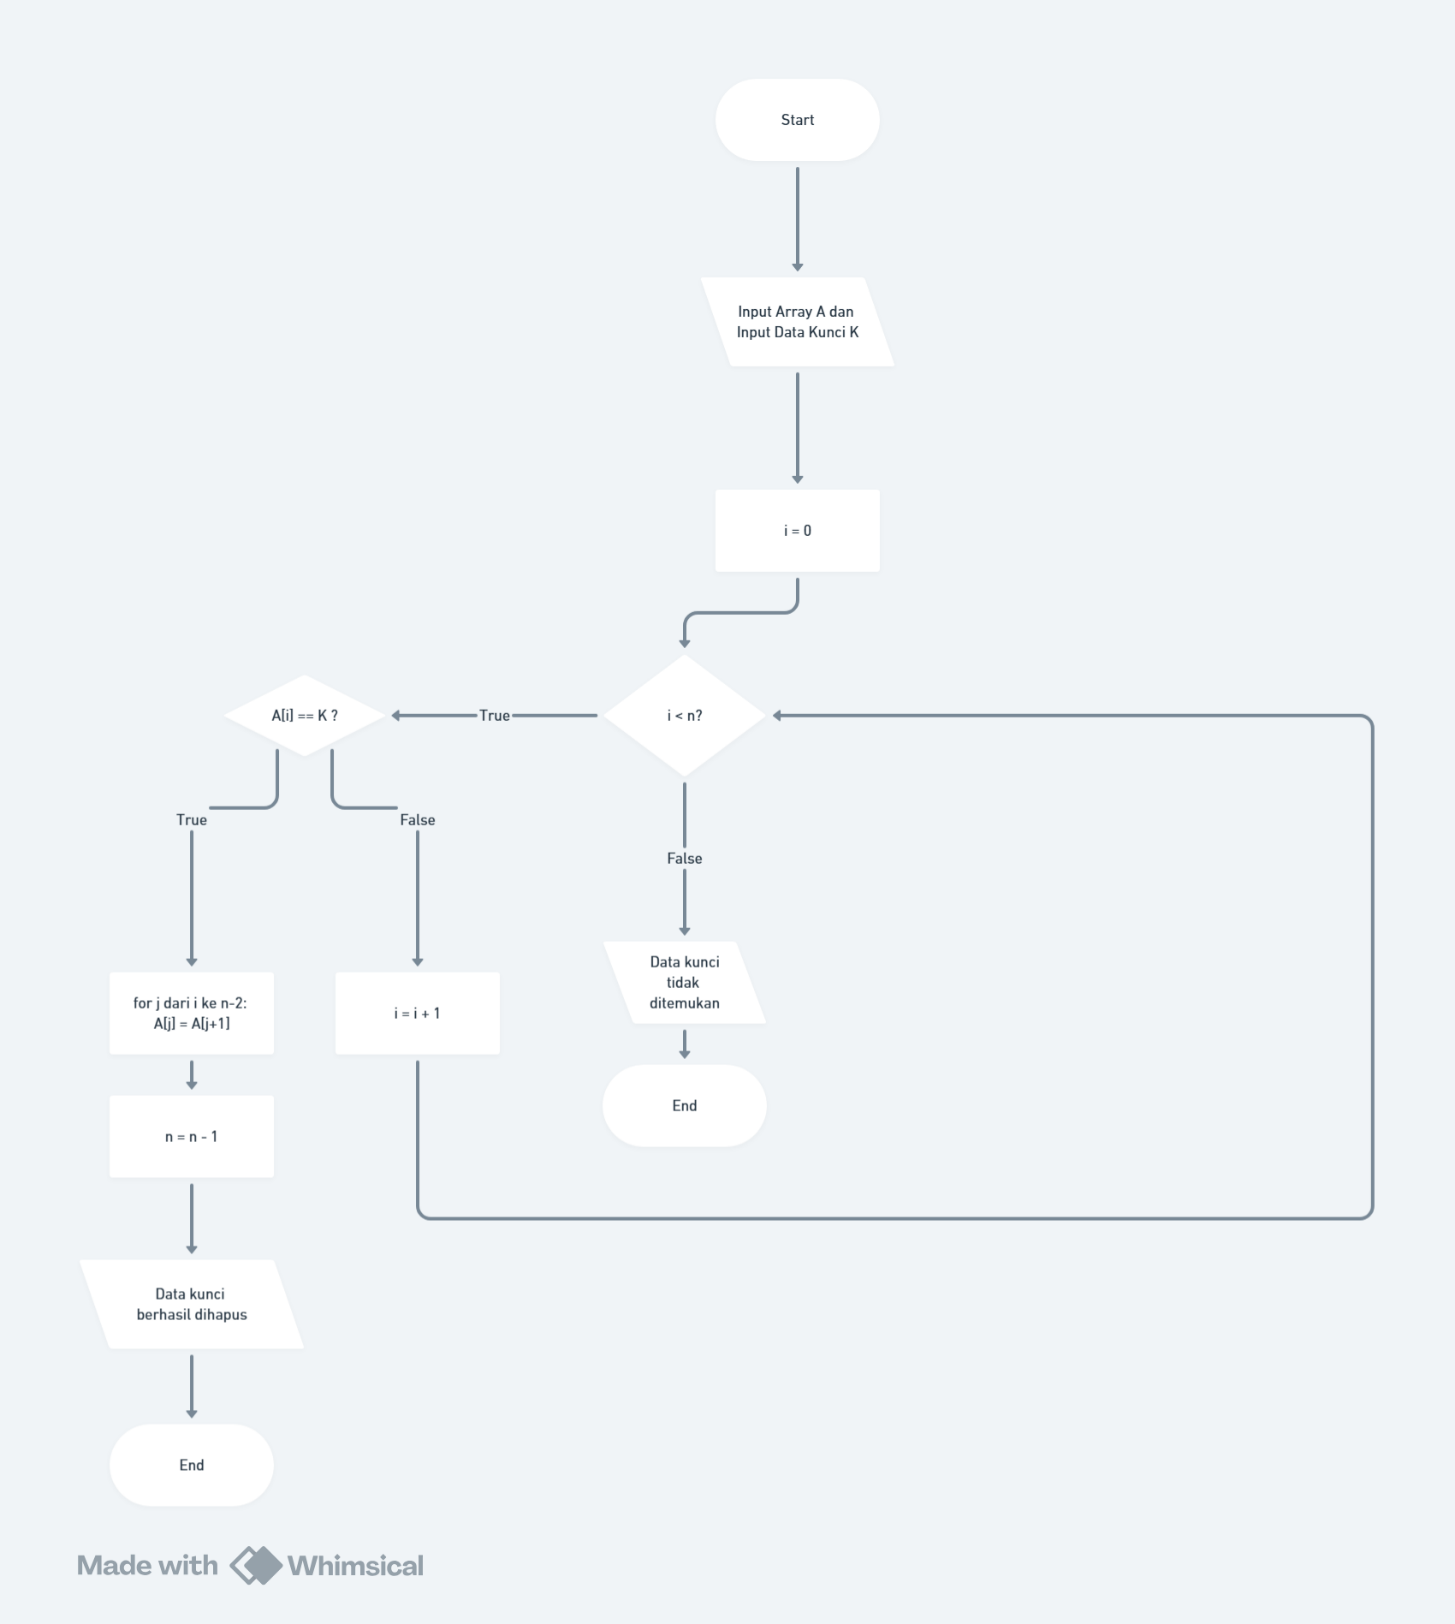 Start
Input Array A dan
Input Data Kunci K
i = 0
i < n?
True
A[i] == K ?
True
False
False
Data kunci
tidak
ditemukan
for j dari i ke n-2:
A[j] = A[j+1]
i = i + 1
End
n = n - 1
Data kunci
berhasil dihapus
End
Made with Whimsical